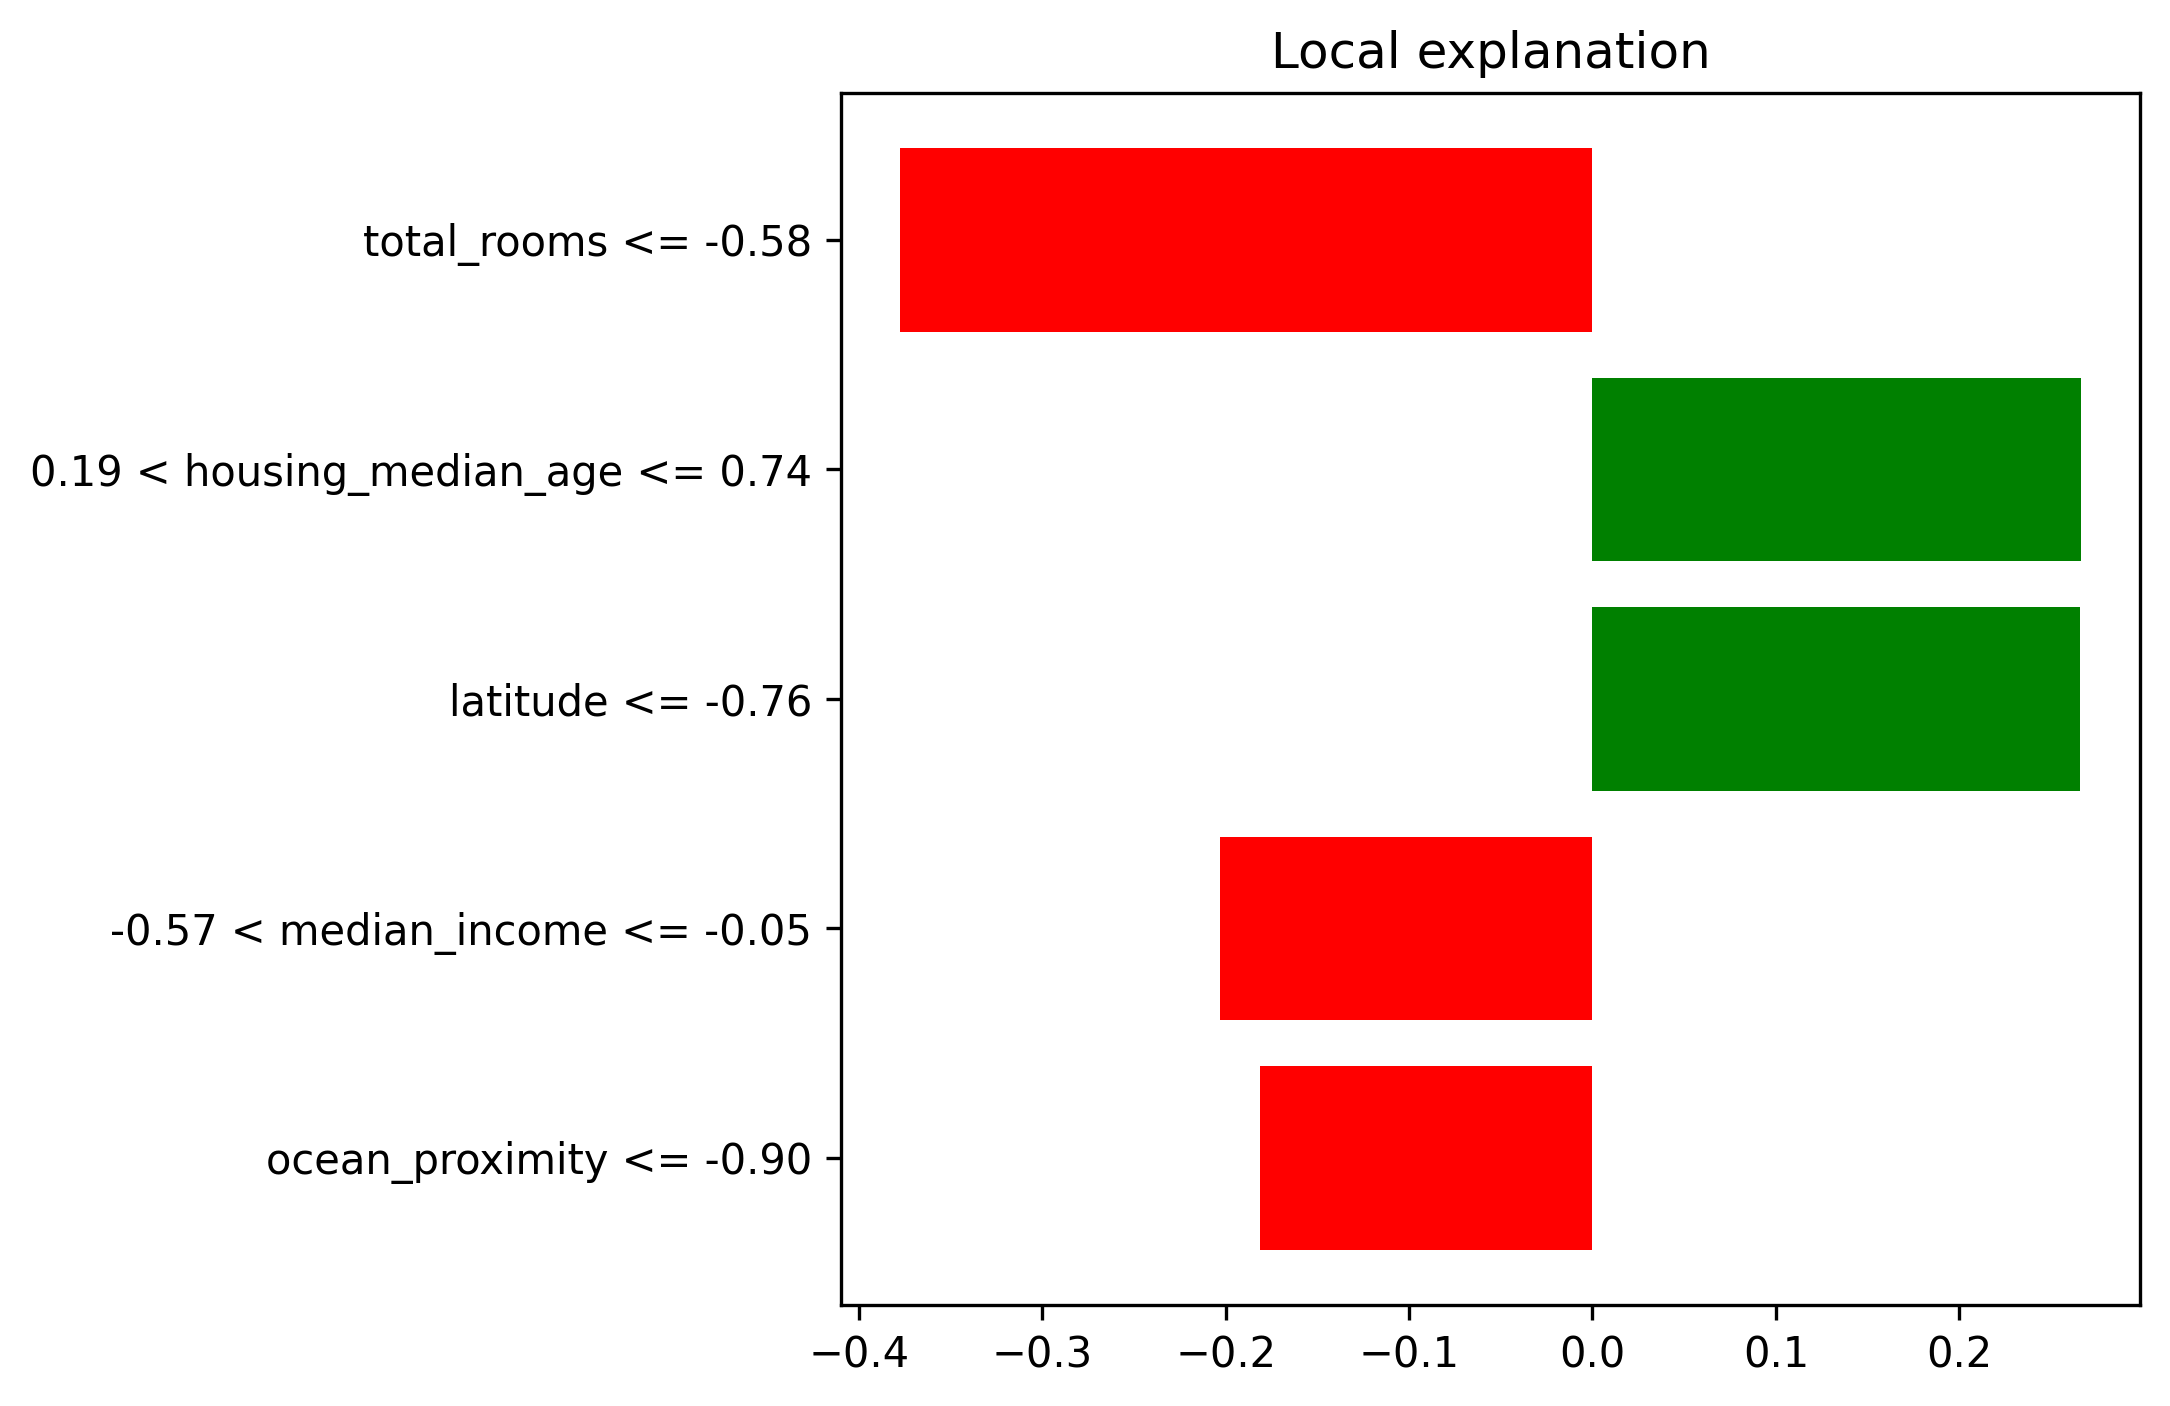 Local explanation
total_rooms <= -0.58
0.19 < housing_median_age <= 0.74
latitude <= -0.76
-0.57 < median_income <= -0.05
ocean_proximity <= -0.90
−0.4 −0.3 −0.2 −0.1 0.0 0.1 0.2